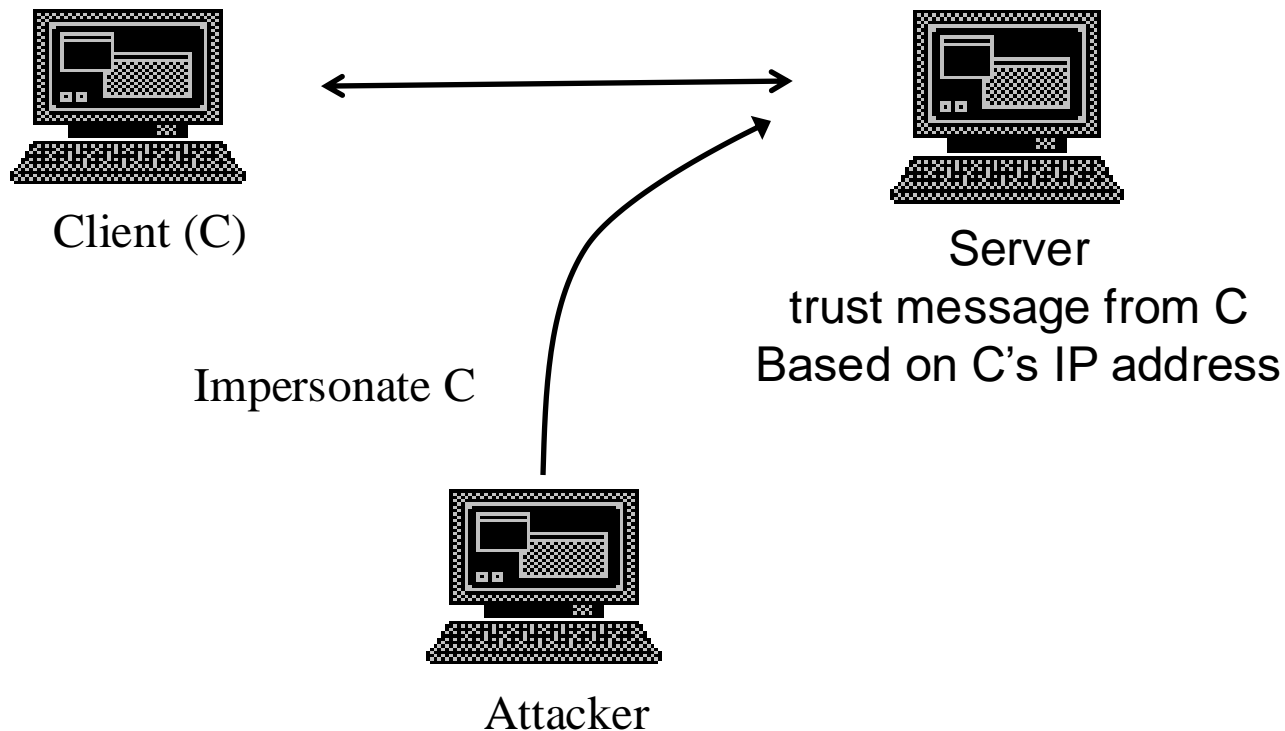 Client (C)
Server
trust message from C
Based on C’s IP address
Impersonate C
Attacker